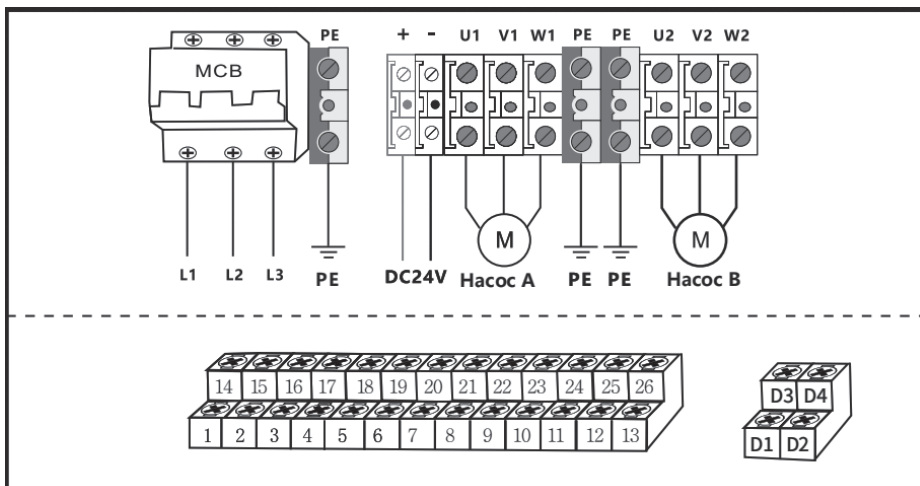 PE + - U1 V1 W1 PE PE U2 V2 W2
MCB
M M
L1 L2 L3 PE DC24V Насос А PE PE Насос В
14 15 16 17 18 19 20 21 22 23 24 25 26
1 2 3 4 5 6 7 8 9 10 11 12 13
D3 D4
D1 D2